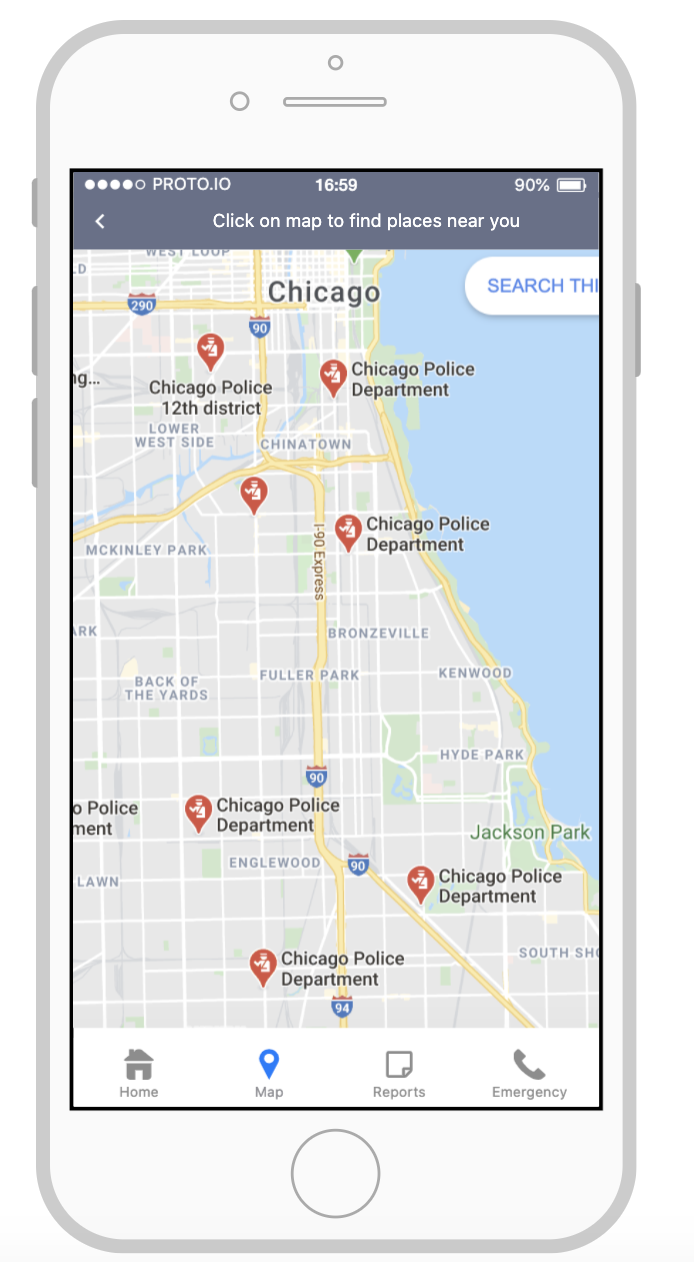 PROTO.IO 16:59 90%
Click on map to find places near you
WEST LOOP
LD
SEARCH THI
Chicago
290
90
ng...
Chicago Police
12th district
Chicago Police
Department
LOWER
WEST SIDE
CHINATOWN
Chicago Police
Department
MCKINLEY PARK
I-90 Express
ARK
BRONZEVILLE
BACK OF
THE YARDS
FULLER PARK
KENWOOD
HYDE PARK
90
o Police
ment
Chicago Police
Department
Jackson Park
ENGLEWOOD
90
LAWN
Chicago Police
Department
SOUTH SHO
Chicago Police
Department
94
Home
Map
Reports
Emergency